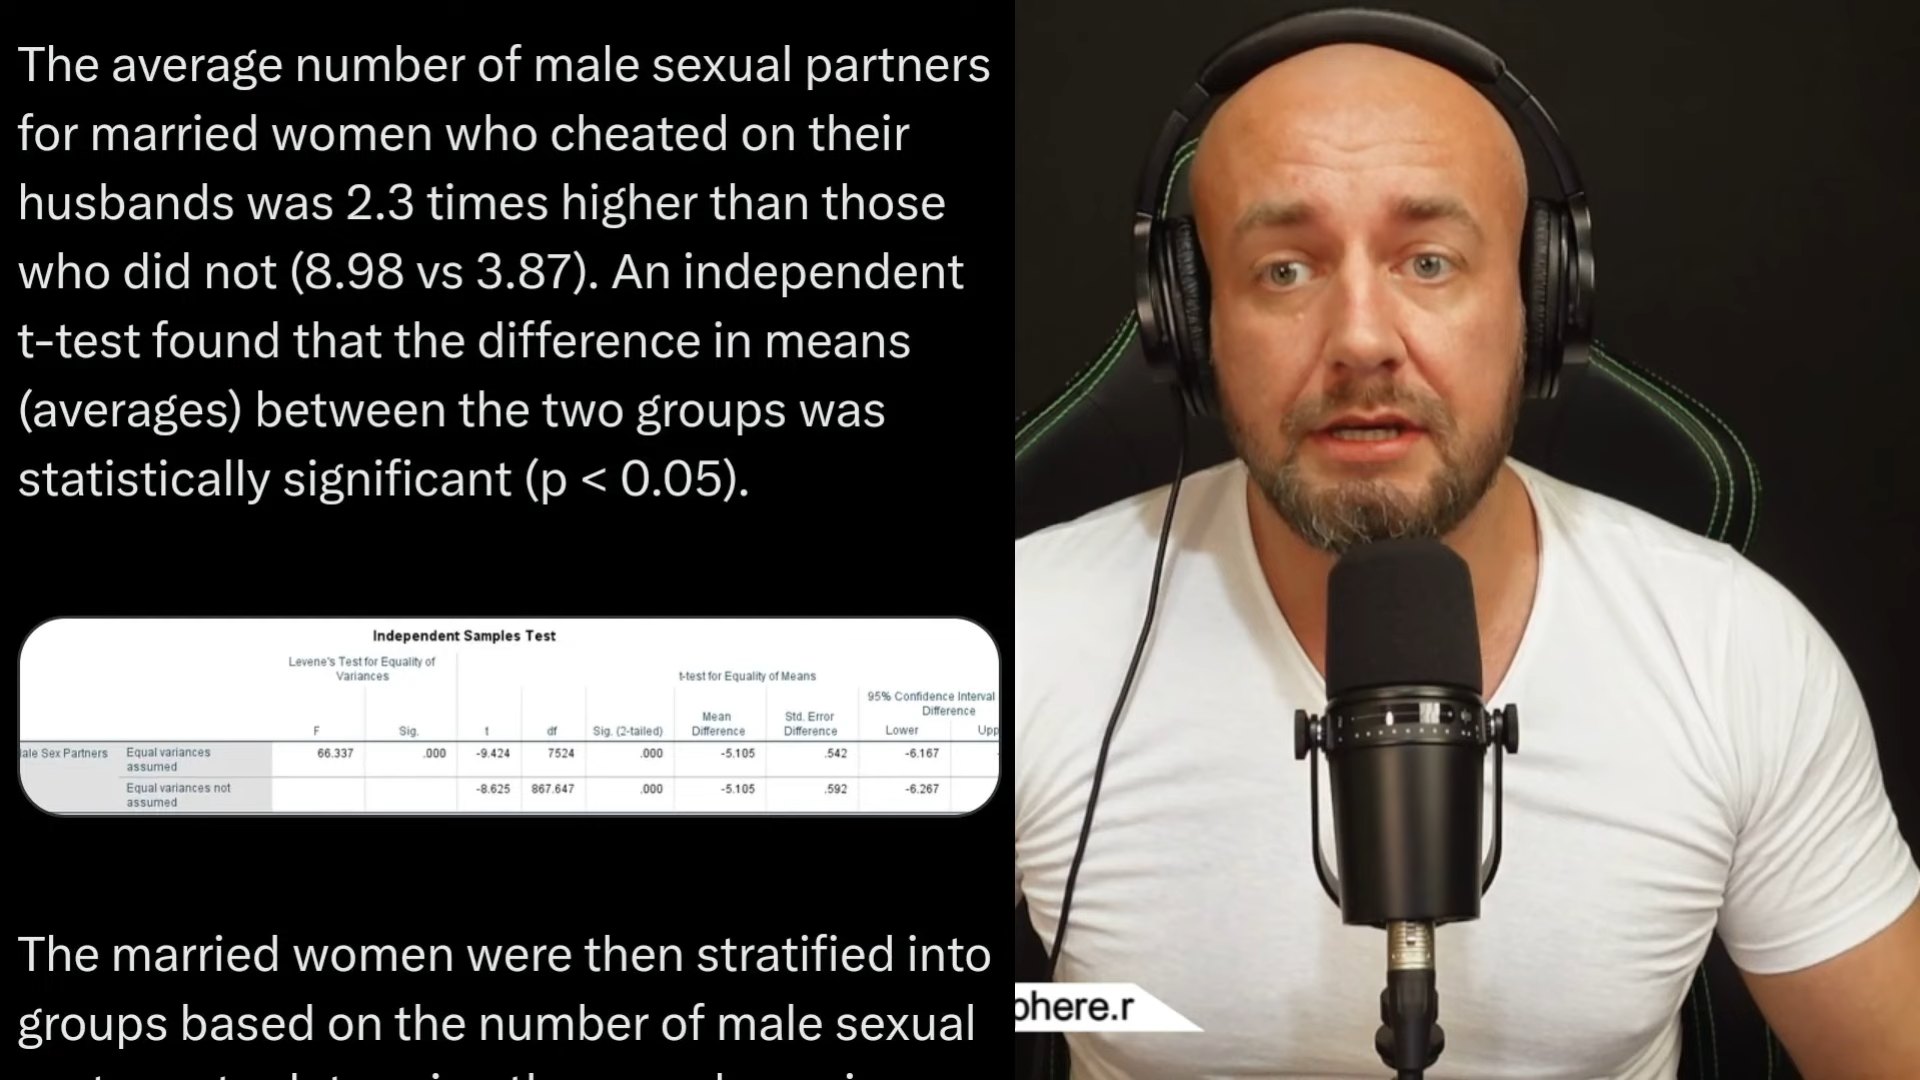 The average number of male sexual partners
for married women who cheated on their
husbands was 2.3 times higher than those
who did not (8.98 vs 3.87). An independent
t-test found that the difference in means
(averages) between the two groups was
statistically significant (p < 0.05).
Independent Samples Test
Levene's Test for Equality of
Variances
t-test for Equality of Means
95% Confidence Interval
Difference
F Sig. t df Sig. (2-tailed) Mean Difference Std. Error Difference Lower Upp
ale Sex Partners Equal variances assumed 66.337 .000 -9.424 7524 .000 -5.105 .542 -6.167
Equal variances not assumed -8.625 867.647 .000 -5.105 .592 -6.267
The married women were then stratified into
groups based on the number of male sexual
phere.r